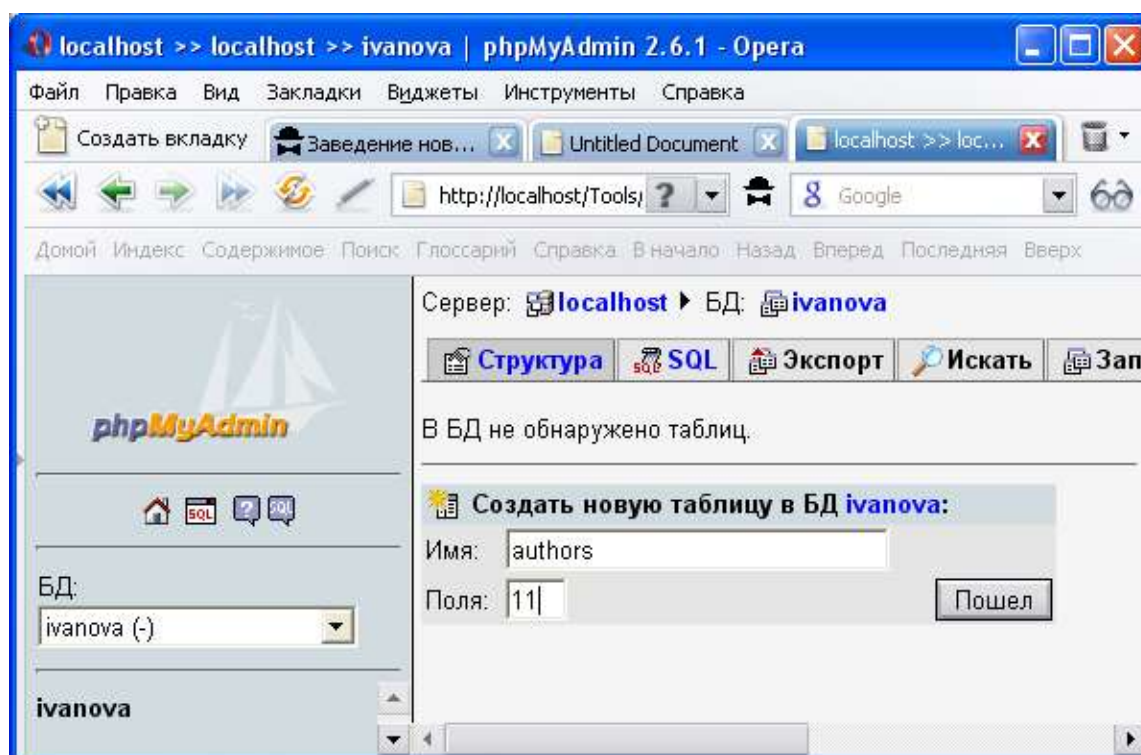 localhost >> localhost >> ivanova | phpMyAdmin 2.6.1 - Opera
Файл Правка Вид Закладки Виджеты Инструменты Справка
Создать вкладку Заведение нов... Untitled Document localhost >> loc...
http://localhost/Tools/ ? Google
Домой Индекс Содержимое Поиск Глоссарий Справка В начало Назад Вперед Последняя Вверх
phpMyAdmin
SQL
БД:
ivanova (-)
ivanova
Сервер: localhost БД: ivanova
Структура SQL Экспорт Искать Зап
В БД не обнаружено таблиц.
Создать новую таблицу в БД ivanova:
Имя: authors
Поля: 11 Пошел